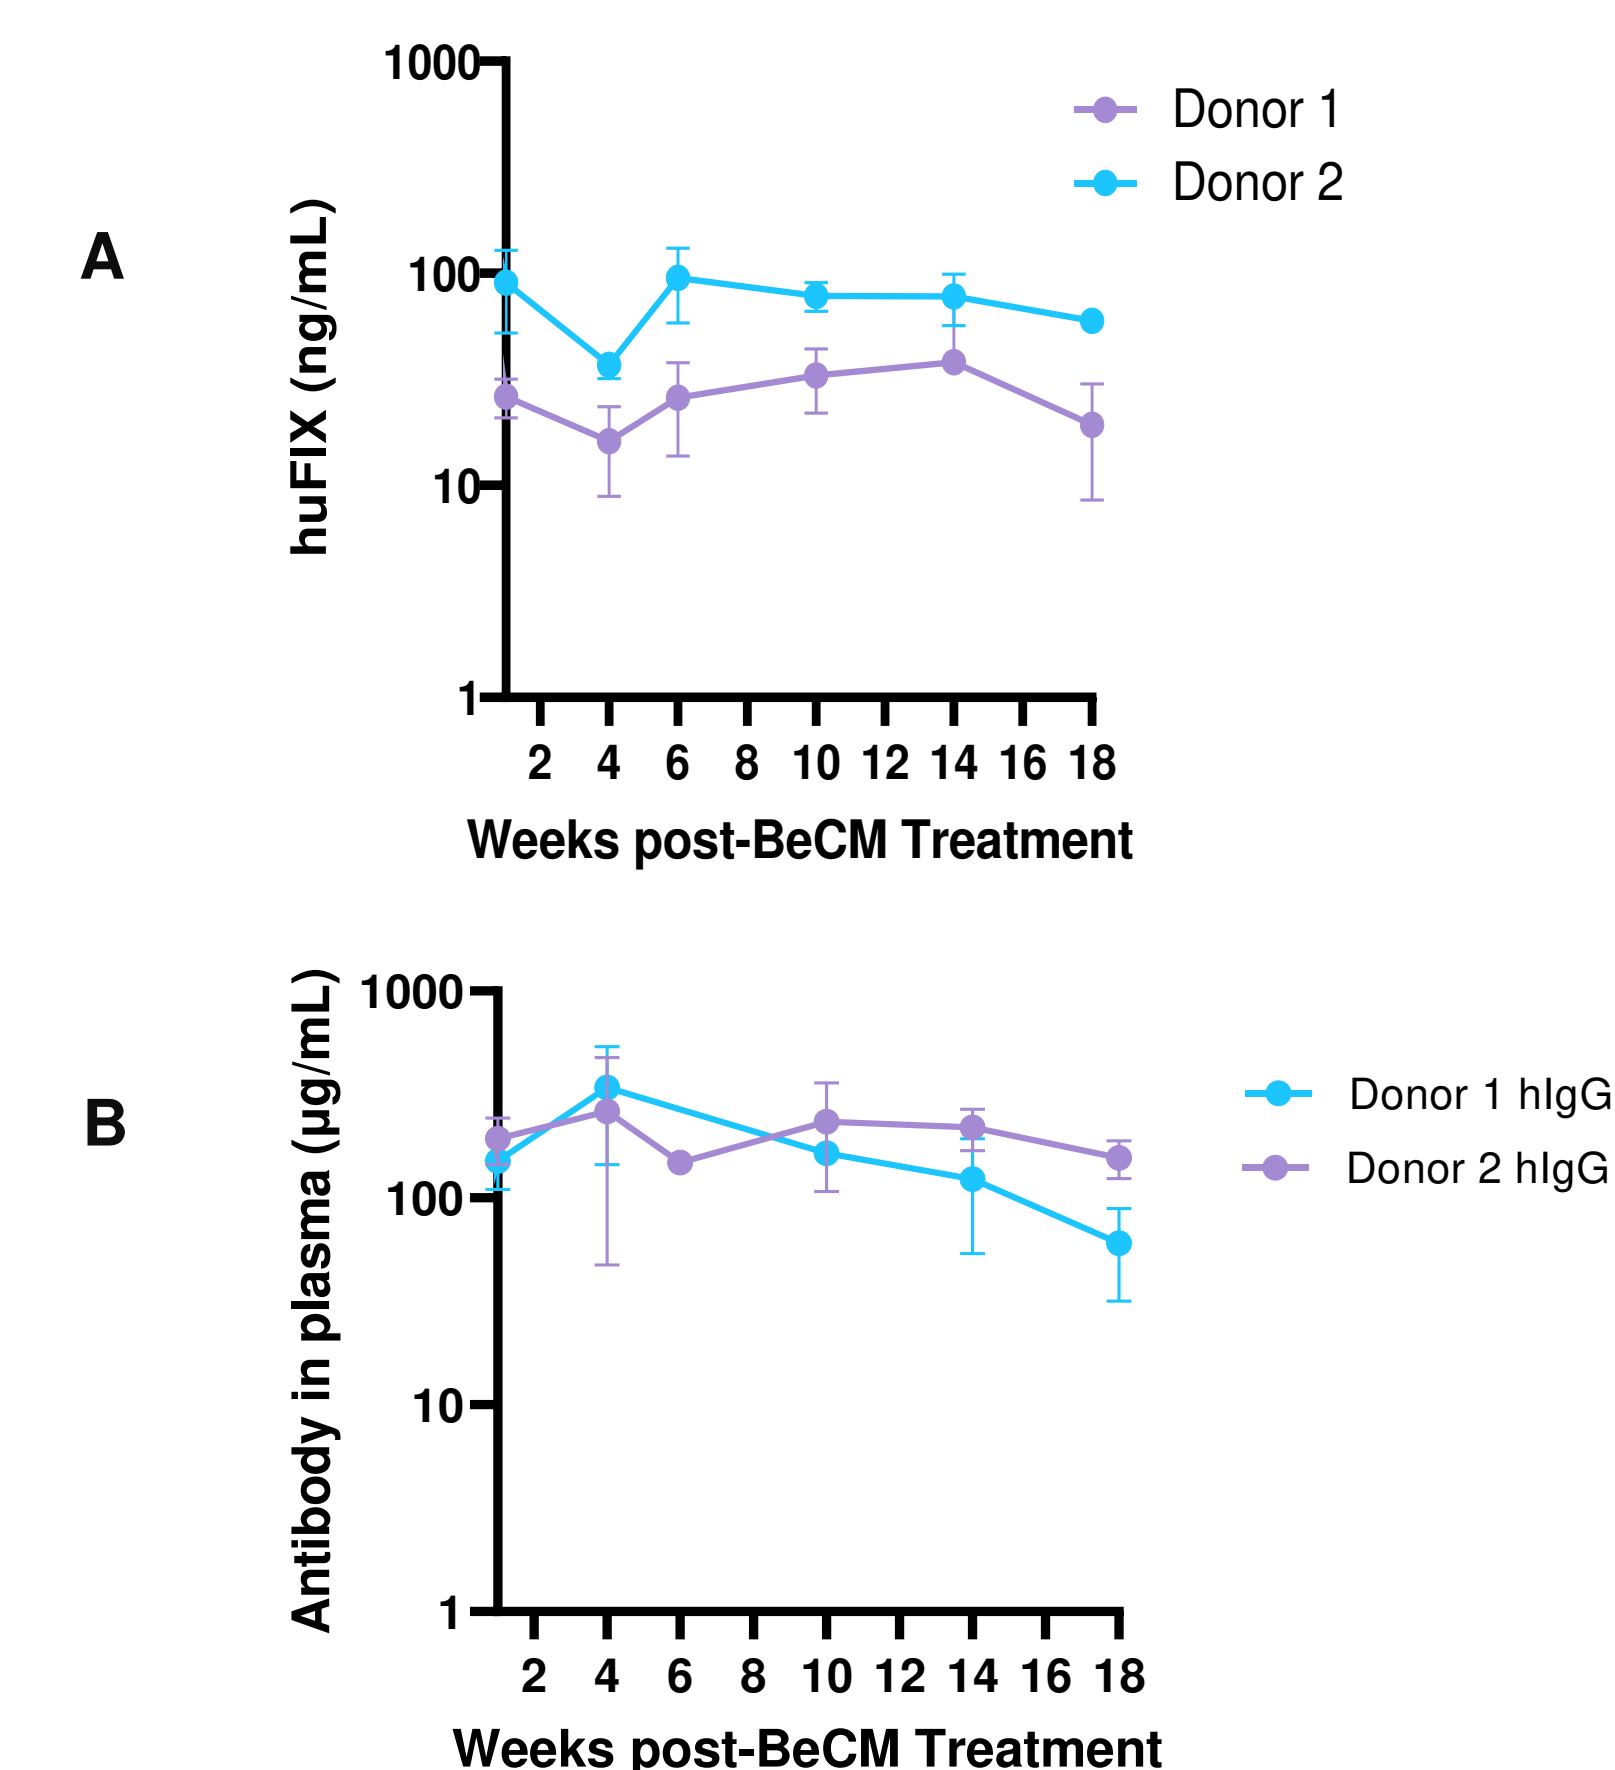 A
huFIX (ng/mL)
1000
100
10
1
2 4 6 8 10 12 14 16 18
Weeks post-BeCM Treatment
Donor 1
Donor 2
B
Antibody in plasma (µg/mL)
1000
100
10
1
2 4 6 8 10 12 14 16 18
Weeks post-BeCM Treatment
Donor 1 hIgG
Donor 2 hIgG